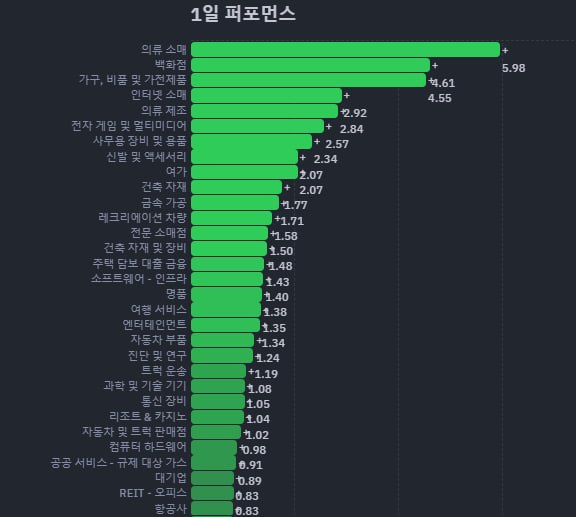 1일 퍼포먼스
의류 소매 +5.98
백화점 +4.61
가구, 비품 및 가전제품 +4.55
인터넷 소매 +2.92
의류 제조 +2.84
전자 게임 및 멀티미디어 +2.57
사무용 장비 및 용품 +2.34
신발 및 액세서리 +2.07
여가 +2.07
건축 자재 +1.77
금속 가공 +1.71
레크리에이션 차량 +1.58
전문 소매점 +1.50
건축 자재 및 장비 +1.48
주택 담보 대출 금융 +1.43
소프트웨어 - 인프라 +1.40
명품 +1.38
여행 서비스 +1.35
엔터테인먼트 +1.34
자동차 부품 +1.24
진단 및 연구 +1.19
트럭 운송 +1.08
과학 및 기술 기기 +1.05
통신 장비 +1.04
리조트 & 카지노 +1.02
자동차 및 트럭 판매점 +0.98
컴퓨터 하드웨어 +0.91
공공 서비스 - 규제 대상 가스 +0.89
대기업 +0.83
REIT - 오피스 +0.83
항공사 +